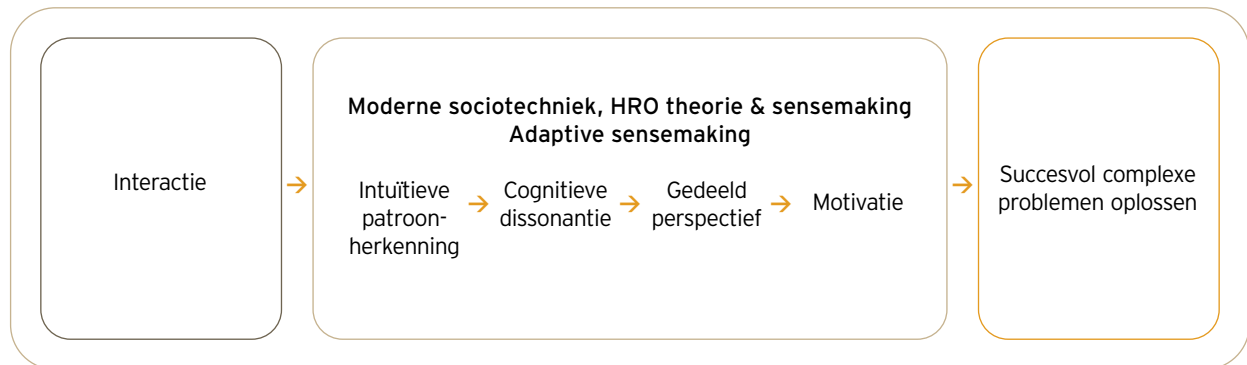 Moderne sociotechniek, HRO theorie & sensemaking
Adaptive sensemaking
Interactie
→
Intuïtieve
patroon-
herkenning
→
Cognitieve
dissonantie
→
Gedeeld
perspectief
→
Motivatie
→
Succesvol complexe
problemen oplossen